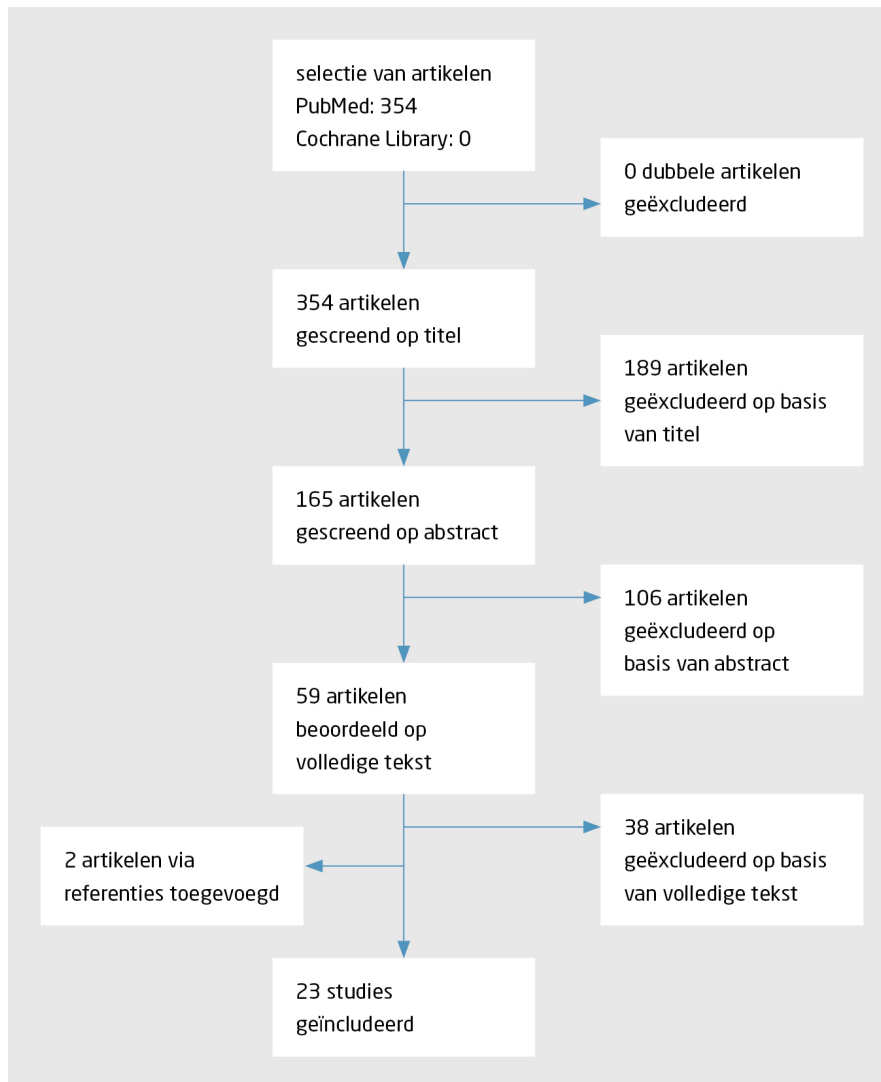 selectie van artikelen
PubMed: 354
Cochrane Library: 0
0 dubbele artikelen
geëxcludeerd
354 artikelen
gescreend op titel
189 artikelen
geëxcludeerd op basis
van titel
165 artikelen
gescreend op abstract
106 artikelen
geëxcludeerd op
basis van abstract
59 artikelen
beoordeeld op
volledige tekst
38 artikelen
geëxcludeerd op basis
van volledige tekst
2 artikelen via
referenties toegevoegd
23 studies
geïncludeerd